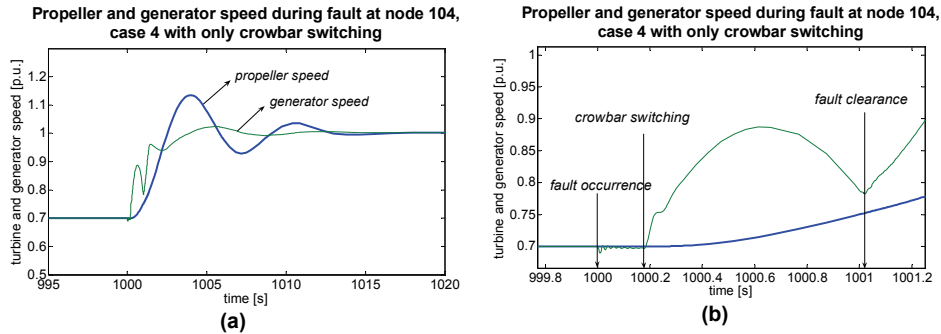 Propeller and generator speed during fault at node 104,
case 4 with only crowbar switching
turbine and generator speed [p.u.]
1.2
1.1
1
0.9
0.8
0.7
0.6
0.5
propeller speed
generator speed
995 1000 1005 1010 1015 1020
time [s]
(a)
Propeller and generator speed during fault at node 104,
case 4 with only crowbar switching
turbine and generator speed [p.u.]
1
0.95
0.9
0.85
0.8
0.75
0.7
fault clearance
crowbar switching
fault occurrence
999.8 1000 1000.2 1000.4 1000.6 1000.8 1001 1001.2
time [s]
(b)